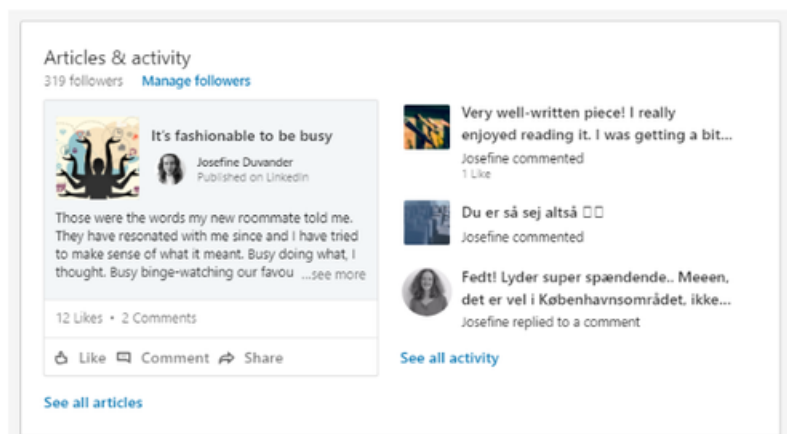 Articles & activity
319 followers Manage followers
It's fashionable to be busy
Josefine Duvander
Published on LinkedIn
Those were the words my new roommate told me.
They have resonated with me since and I have tried
to make sense of what it meant. Busy doing what, I
thought. Busy binge-watching our favou ...see more
12 Likes • 2 Comments
Like Comment Share
See all articles
Very well-written piece! I really
enjoyed reading it. I was getting a bit...
Josefine commented
1 Like
Du er så sej altså □□
Josefine commented
Fedt! Lyder super spændende.. Meeen,
det er vel i Københavnsområdet, ikke...
Josefine replied to a comment
See all activity